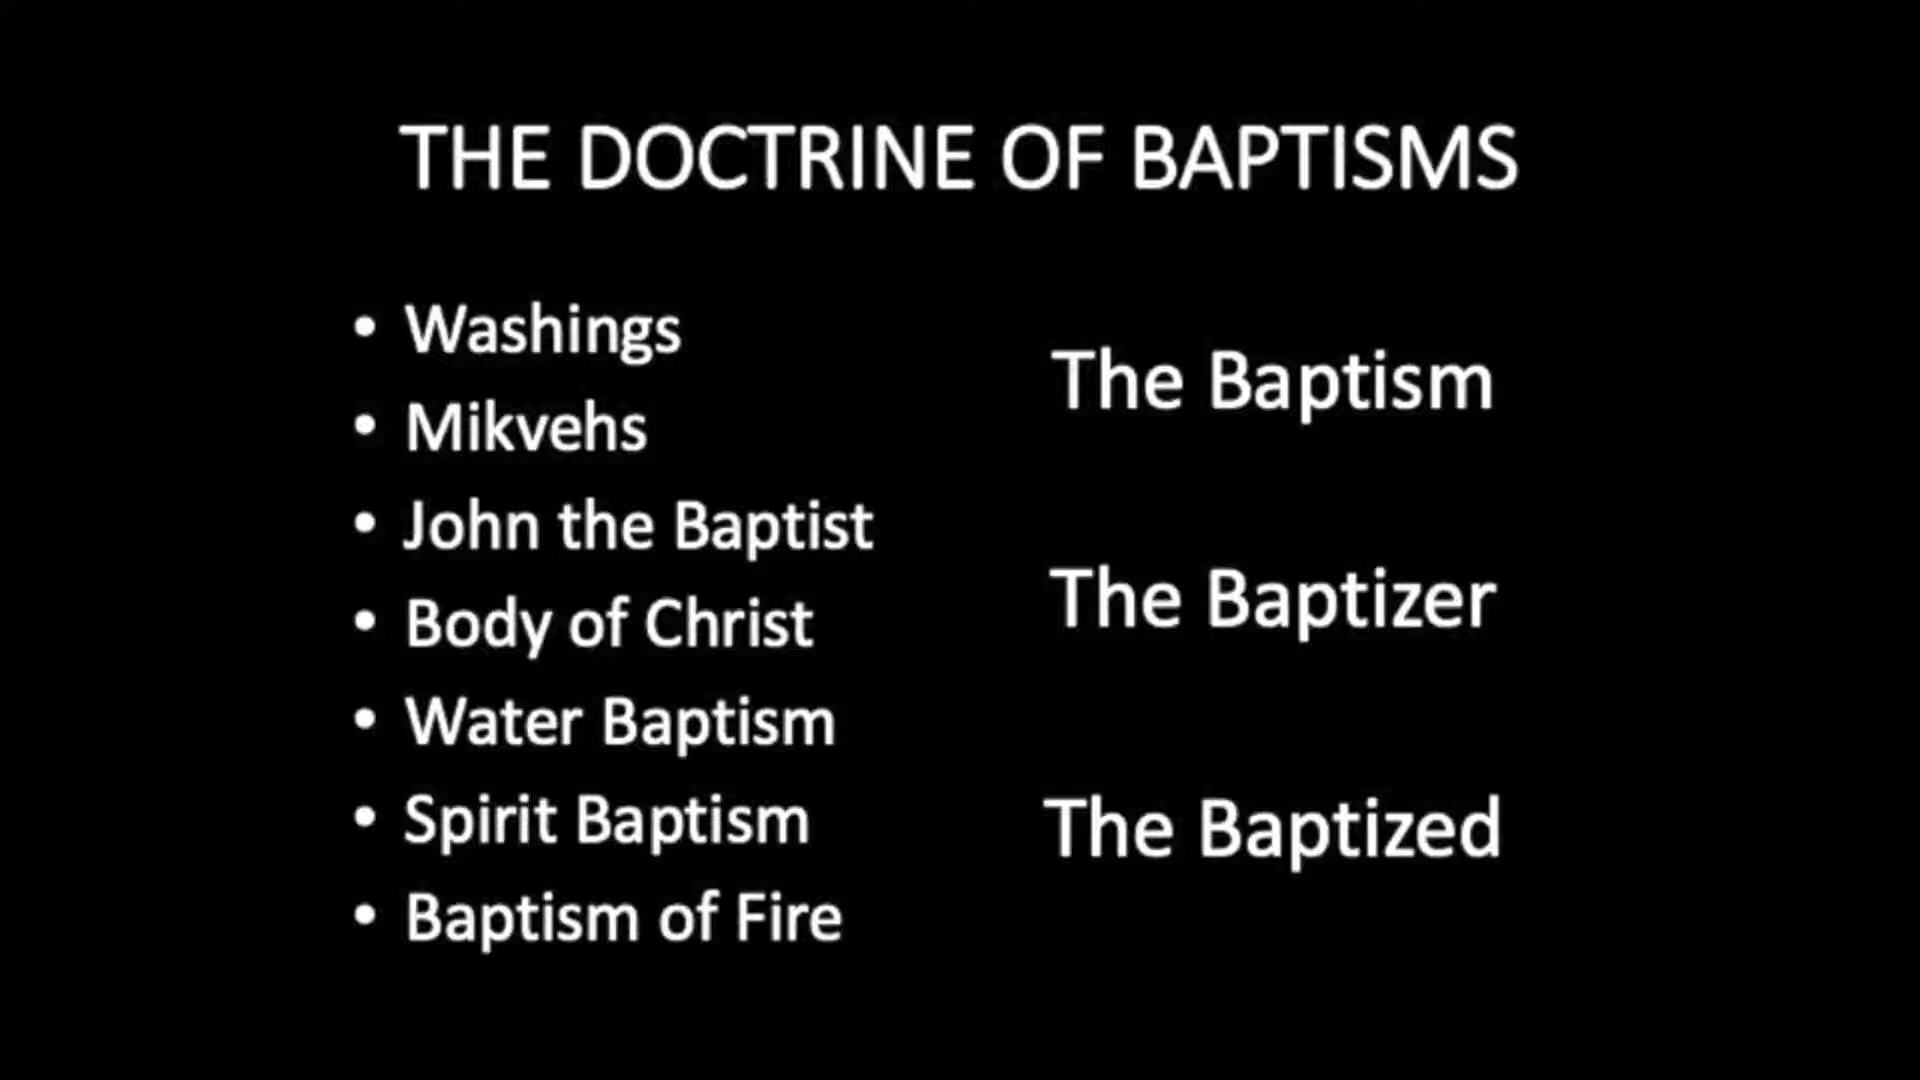 THE DOCTRINE OF BAPTISMS
• Washings
• Mikvehs
• John the Baptist
• Body of Christ
• Water Baptism
• Spirit Baptism
• Baptism of Fire
The Baptism
The Baptizer
The Baptized